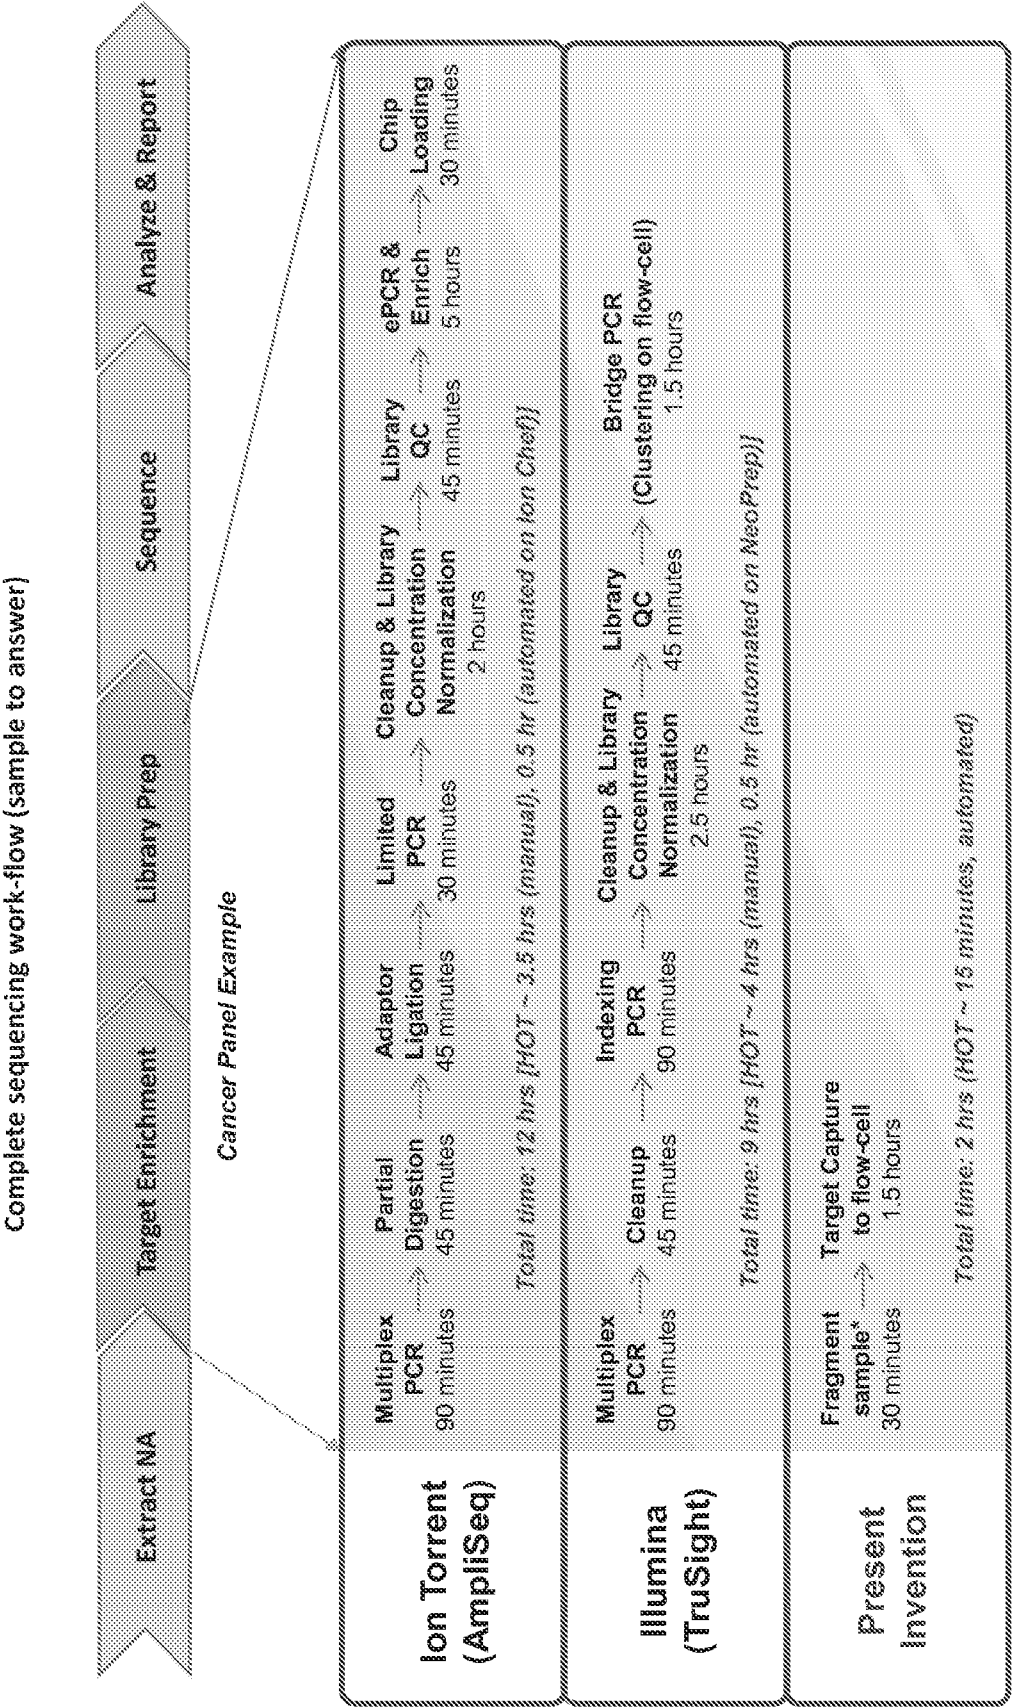 Complete sequencing work-flow (sample to answer)
Extract NA
Target Enrichment
Library Prep
Sequence
Analyze & Report
Cancer Panel Example
Ion Torrent
(AmpliSeq)
Multiplex
PCR
90 minutes
Partial
Digestion
45 minutes
Adaptor
Ligation
45 minutes
Limited
PCR
30 minutes
Cleanup & Library
Concentration
Normalization
2 hours
Library
QC
45 minutes
ePCR &
Enrich
5 hours
Chip
Loading
30 minutes
Total time: 12 hrs [HOT ~ 3.5 hrs (manual), 0.5 hr (automated on Ion Chef)]
Illumina
(TruSight)
Multiplex
PCR
90 minutes
Cleanup
45 minutes
Indexing
PCR
90 minutes
Cleanup & Library
Concentration
Normalization
2.5 hours
Library
QC
45 minutes
Bridge PCR
(Clustering on flow-cell)
1.5 hours
Total time: 9 hrs [HOT ~ 4 hrs (manual), 0.5 hr (automated on NeoPrep)]
Present
Invention
Fragment
sample*
30 minutes
Target Capture
to flow-cell
1.5 hours
Total time: 2 hrs (HOT ~ 15 minutes, automated)